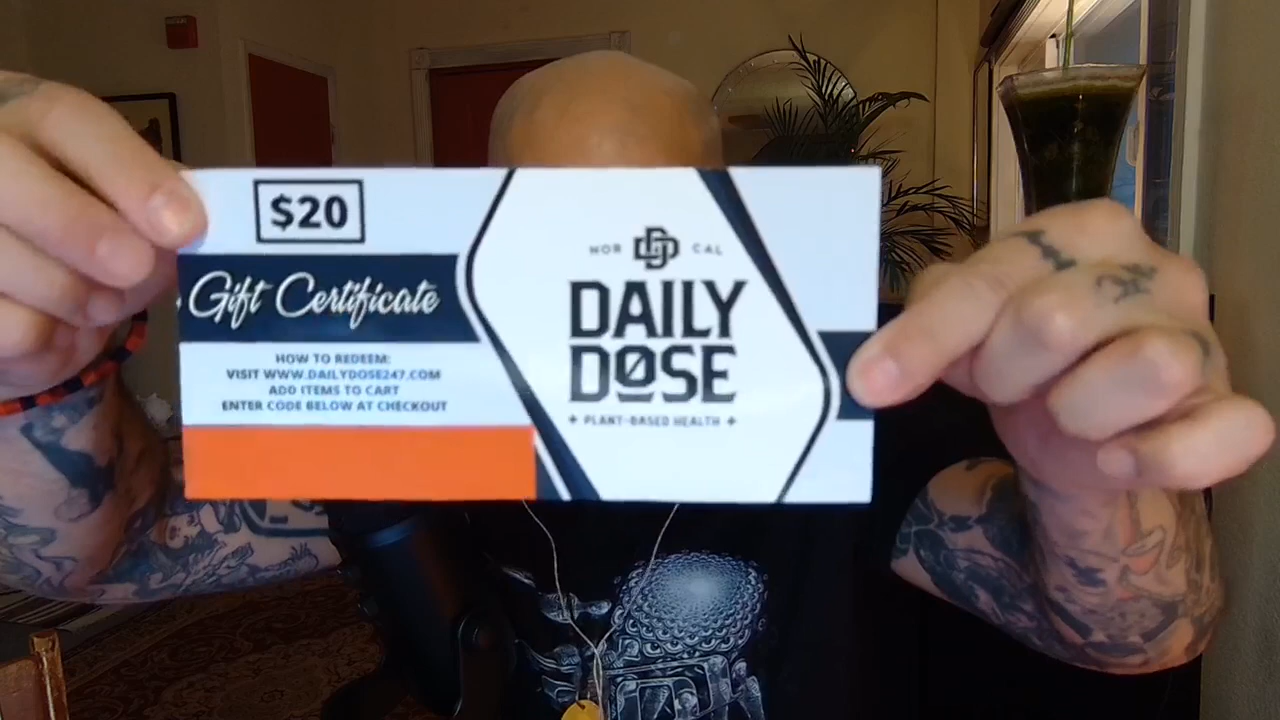 $20
Gift Certificate
HOW TO REDEEM:
VISIT WWW.DAILYDOSE247.COM
ADD ITEMS TO CART
ENTER CODE BELOW AT CHECKOUT
NOR DD CAL
DAILY
DØSE
+ PLANT-BASED HEALTH +